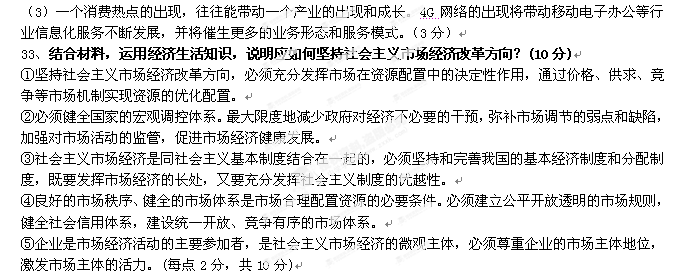 （3）一个消费热点的出现，往往能带动一个产业的出现和成长。4G 网络的出现将带动移动电子办公等行
业信息化服务不断发展，并将催生更多的业务形态和服务模式。（3 分）
33、结合材料，运用经济生活知识，说明应如何坚持社会主义市场经济改革方向？(10 分)
①坚持社会主义市场经济改革方向，必须充分发挥市场在资源配置中的决定性作用，通过价格、供求、竞
争等市场机制实现资源的优化配置。
②必须健全国家的宏观调控体系。最大限度地减少政府对经济不必要的干预，弥补市场调节的弱点和缺陷，
加强对市场活动的监管，促进市场经济健康发展。
③社会主义市场经济是同社会主义基本制度结合在一起的，必须坚持和完善我国的基本经济制度和分配制
度，既要发挥市场经济的长处，又要充分发挥社会主义制度的优越性。
④良好的市场秩序、健全的市场体系是市场合理配置资源的必要条件。必须建立公平开放透明的市场规则，
健全社会信用体系，建设统一开放、竞争有序的市场体系。
⑤企业是市场经济活动的主要参加者，是社会主义市场经济的微观主体，必须尊重企业的市场主体地位，
激发市场主体的活力。(每点 2 分，共 10 分)